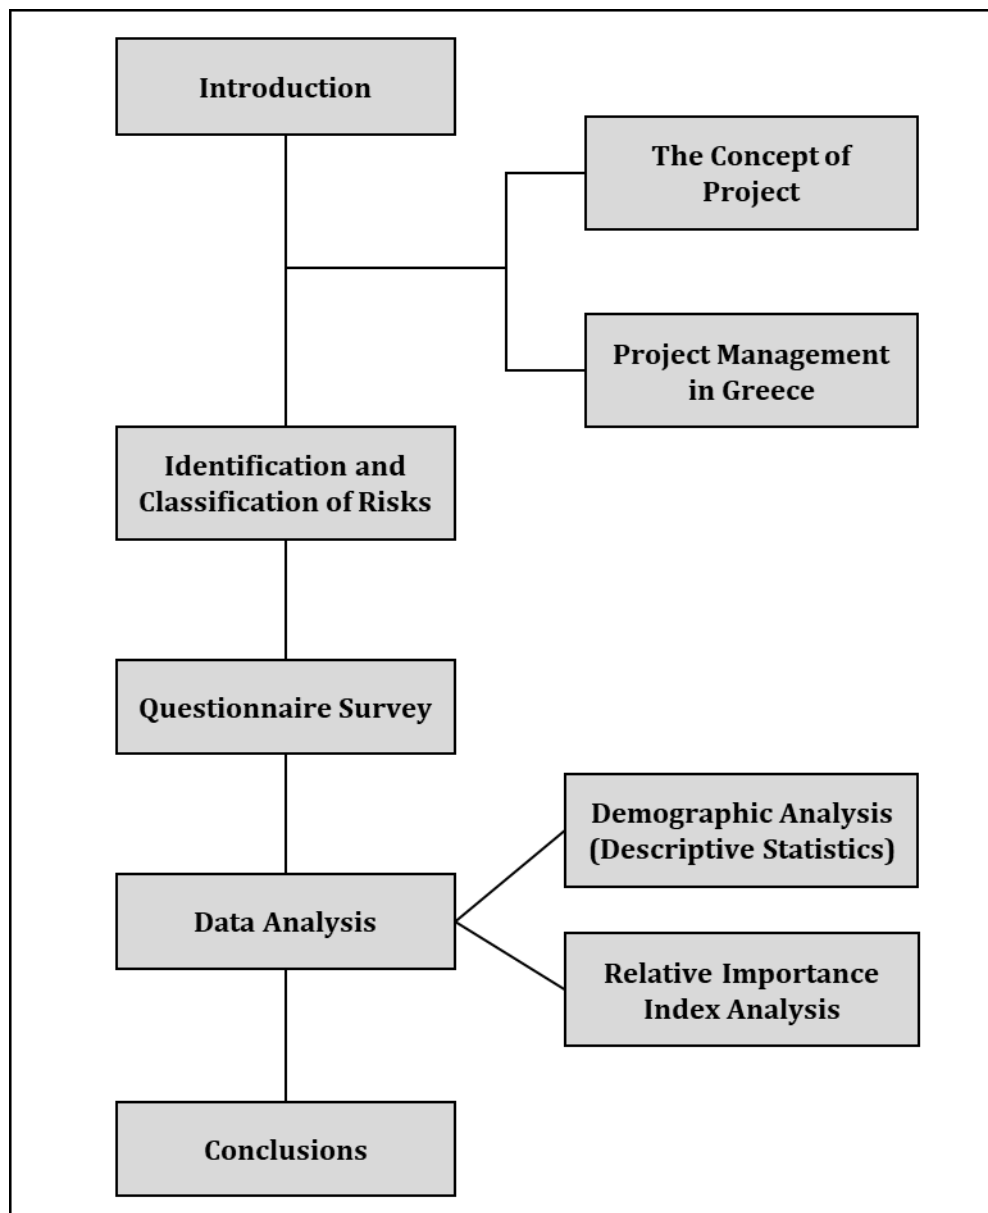 Introduction
The Concept of
Project
Project Management
in Greece
Identification and
Classification of Risks
Questionnaire Survey
Demographic Analysis
(Descriptive Statistics)
Data Analysis
Relative Importance
Index Analysis
Conclusions